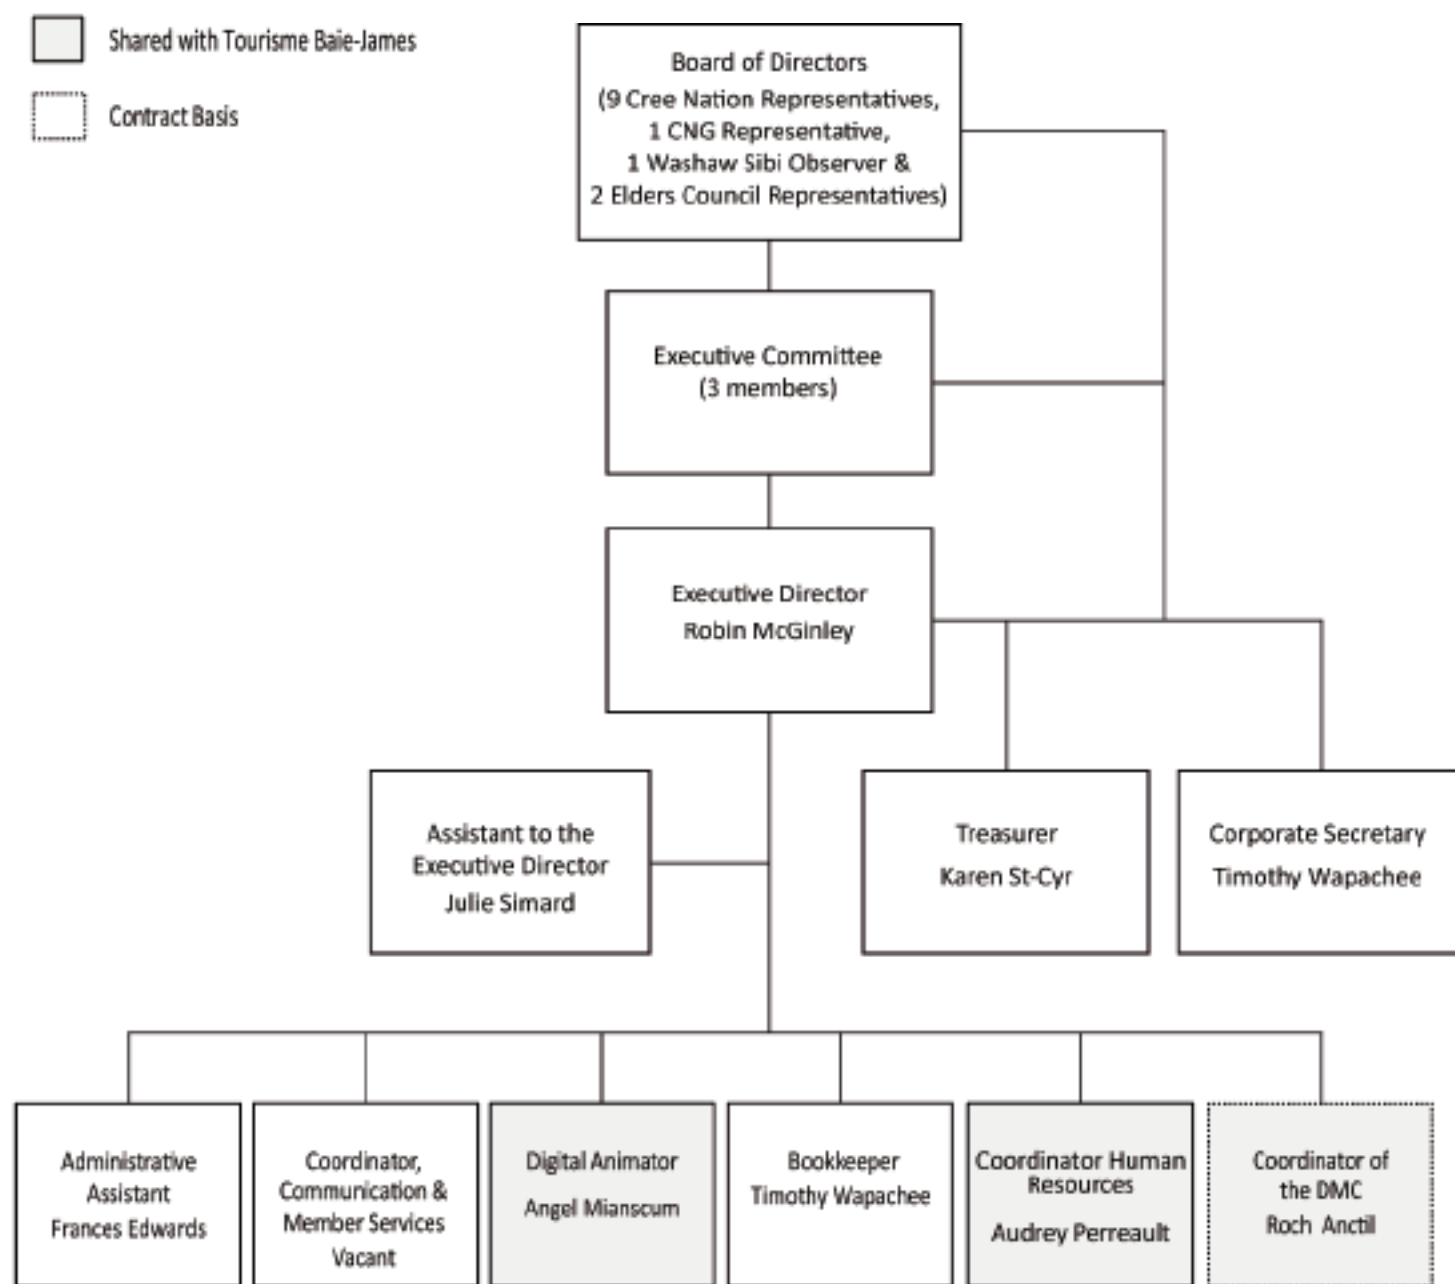 Shared with Tourisme Baie-James
Contract Basis
Board of Directors
(9 Cree Nation Representatives,
1 CNG Representative,
1 Washaw Sibi Observer &
2 Elders Council Representatives)
Executive Committee
(3 members)
Executive Director
Robin McGinley
Assistant to the
Executive Director
Julie Simard
Treasurer
Karen St-Cyr
Corporate Secretary
Timothy Wapachee
Administrative
Assistant
Frances Edwards
Coordinator,
Communication &
Member Services
Vacant
Digital Animator
Angel Mianscum
Bookkeeper
Timothy Wapachee
Coordinator Human
Resources
Audrey Perreault
Coordinator of
the DMC
Roch Anctil